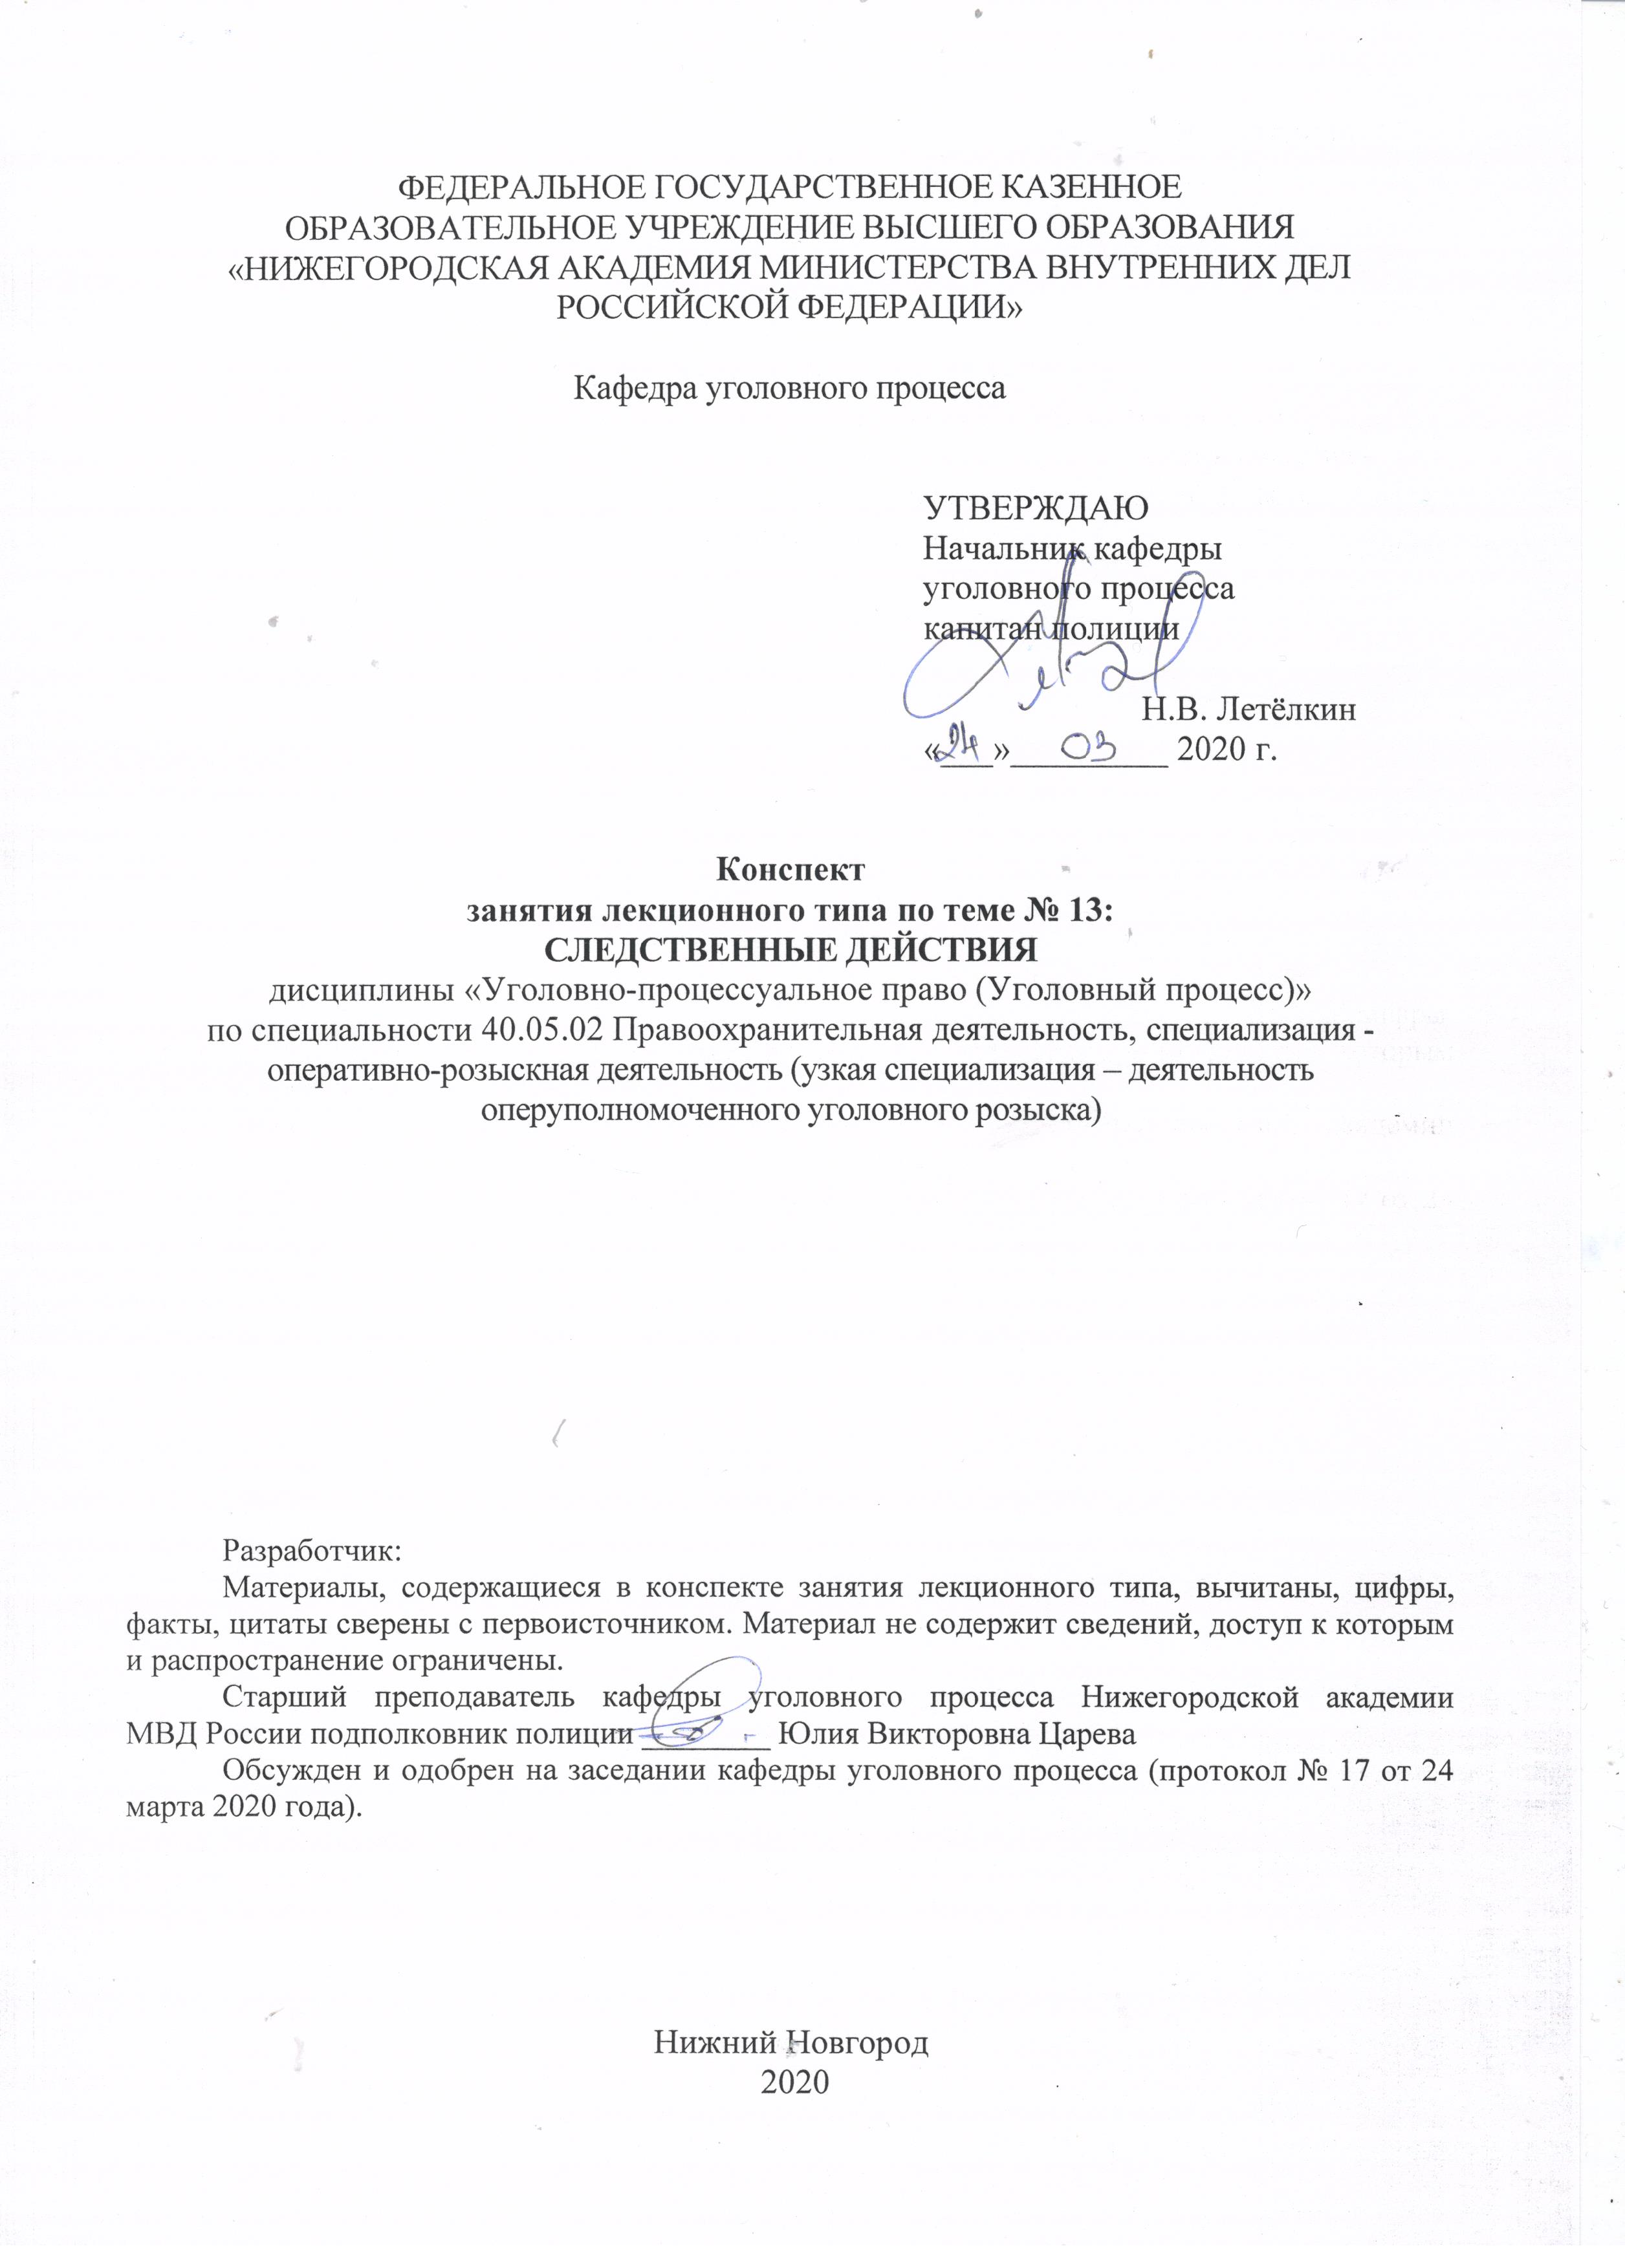 ФЕДЕРАЛЬНОЕ ГОСУДАРСТВЕННОЕ КАЗЕННОЕ
ОБРАЗОВАТЕЛЬНОЕ УЧРЕЖДЕНИЕ ВЫСШЕГО ОБРАЗОВАНИЯ
«НИЖЕГОРОДСКАЯ АКАДЕМИЯ МИНИСТЕРСТВА ВНУТРЕННИХ ДЕЛ
РОССИЙСКОЙ ФЕДЕРАЦИИ»
Кафедра уголовного процесса
УТВЕРЖДАЮ
Начальник кафедры
уголовного процесса
капитан полиции
Н.В. Летёлкин
«24» 03 2020 г.
Конспект
занятия лекционного типа по теме № 13:
СЛЕДСТВЕННЫЕ ДЕЙСТВИЯ
дисциплины «Уголовно-процессуальное право (Уголовный процесс)»
по специальности 40.05.02 Правоохранительная деятельность, специализация -
оперативно-розыскная деятельность (узкая специализация – деятельность
оперуполномоченного уголовного розыска)
Разработчик:
Материалы, содержащиеся в конспекте занятия лекционного типа, вычитаны, цифры,
факты, цитаты сверены с первоисточником. Материал не содержит сведений, доступ к которым
и распространение ограничены.
Старший преподаватель кафедры уголовного процесса Нижегородской академии
МВД России подполковник полиции ________ Юлия Викторовна Царева
Обсужден и одобрен на заседании кафедры уголовного процесса (протокол № 17 от 24
марта 2020 года).
Нижний Новгород
2020